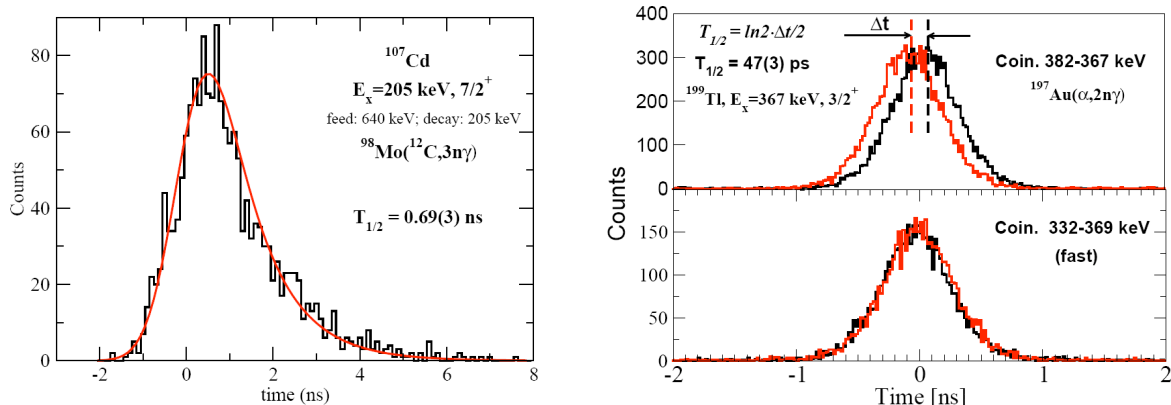 80
60
40
20
0
Counts
¹⁰⁷Cd
Eₓ=205 keV, 7/2⁺
feed: 640 keV; decay: 205 keV
⁹⁸Mo(¹²C,3nγ)
T₁/₂ = 0.69(3) ns
-2 0 2 4 6 8
time (ns)
400
300
200
100
0
150
100
50
0
Counts
T₁/₂ = ln2·Δt/2
T₁/₂ = 47(3) ps
¹⁹⁹Tl, Eₓ=367 keV, 3/2⁺
Δt
Coin. 382-367 keV
¹⁹⁷Au(α,2nγ)
Coin. 332-369 keV
(fast)
-2 -1 0 1 2
Time [ns]